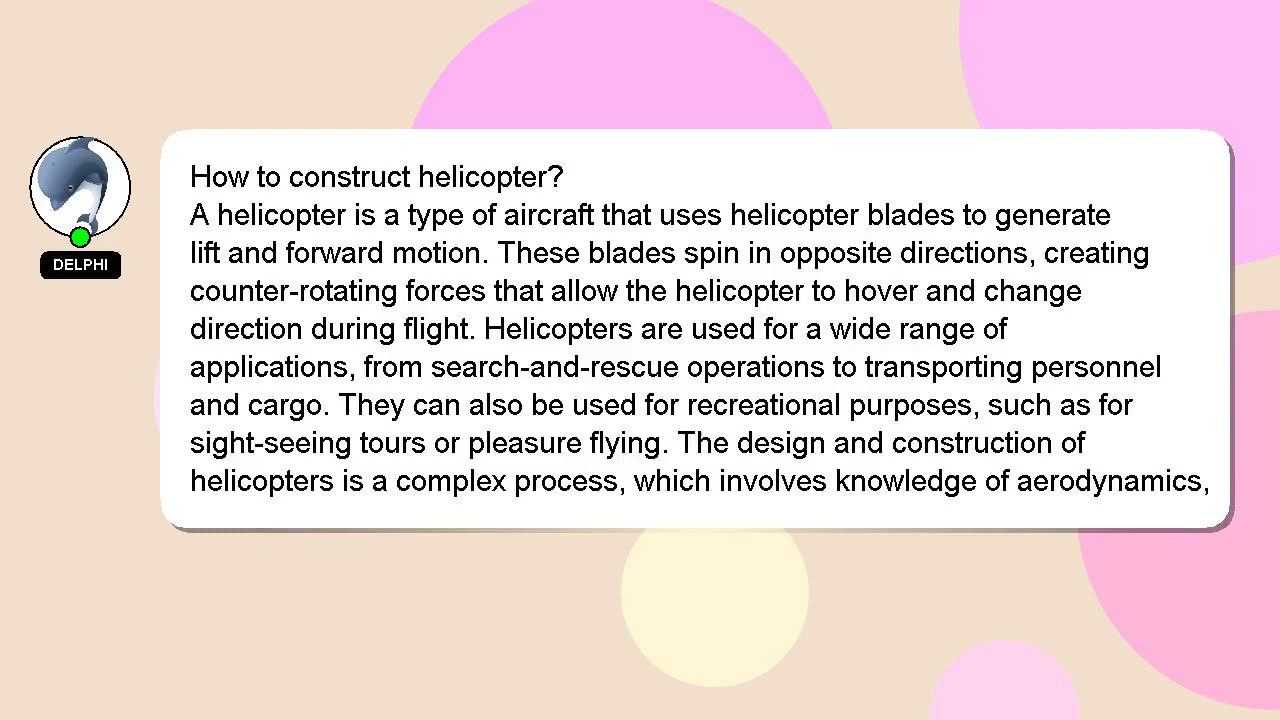 How to construct helicopter?
A helicopter is a type of aircraft that uses helicopter blades to generate
lift and forward motion. These blades spin in opposite directions, creating
counter-rotating forces that allow the helicopter to hover and change
direction during flight. Helicopters are used for a wide range of
applications, from search-and-rescue operations to transporting personnel
and cargo. They can also be used for recreational purposes, such as for
sight-seeing tours or pleasure flying. The design and construction of
helicopters is a complex process, which involves knowledge of aerodynamics,
DELPHI